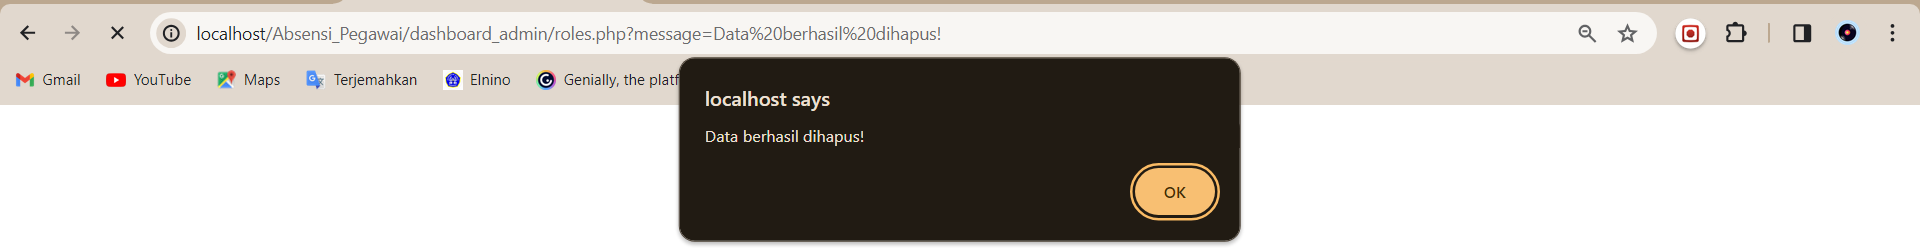 localhost/Absensi_Pegawai/dashboard_admin/roles.php?message=Data%20berhasil%20dihapus!
Gmail YouTube Maps Terjemahkan Elnino Genially, the platf
localhost says
Data berhasil dihapus!
OK